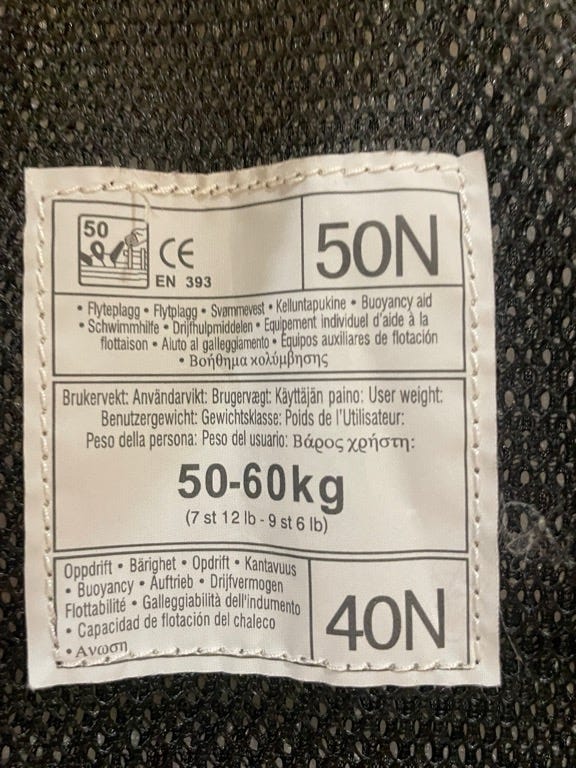 50
CE
EN 393
50N
• Flyteplagg • Flytplagg • Svømmevest • Kelluntapukine • Buoyancy aid
• Schwimmhilfe • Drijfhulpmiddelen • Equipement individuel d'aide à la
flottaison • Aiuto al galleggiamento • Equipos auxiliares de flotación
• Βοήθημα κολύμβησης
Brukervekt: Användarvikt: Brugervægt: Käyttäjän paino: User weight:
Benutzergewicht: Gewichtsklasse: Poids de l'Utilisateur:
Peso della persona: Peso del usuario: Βάρος χρήστη:
50-60kg
(7 st 12 lb - 9 st 6 lb)
Oppdrift • Bärighet • Opdrift • Kantavuus
• Buoyancy • Auftrieb • Drijfvermogen
Flottabilité • Galleggiabilità dell'indumento
• Capacidad de flotación del chaleco
• Ανωση
40N